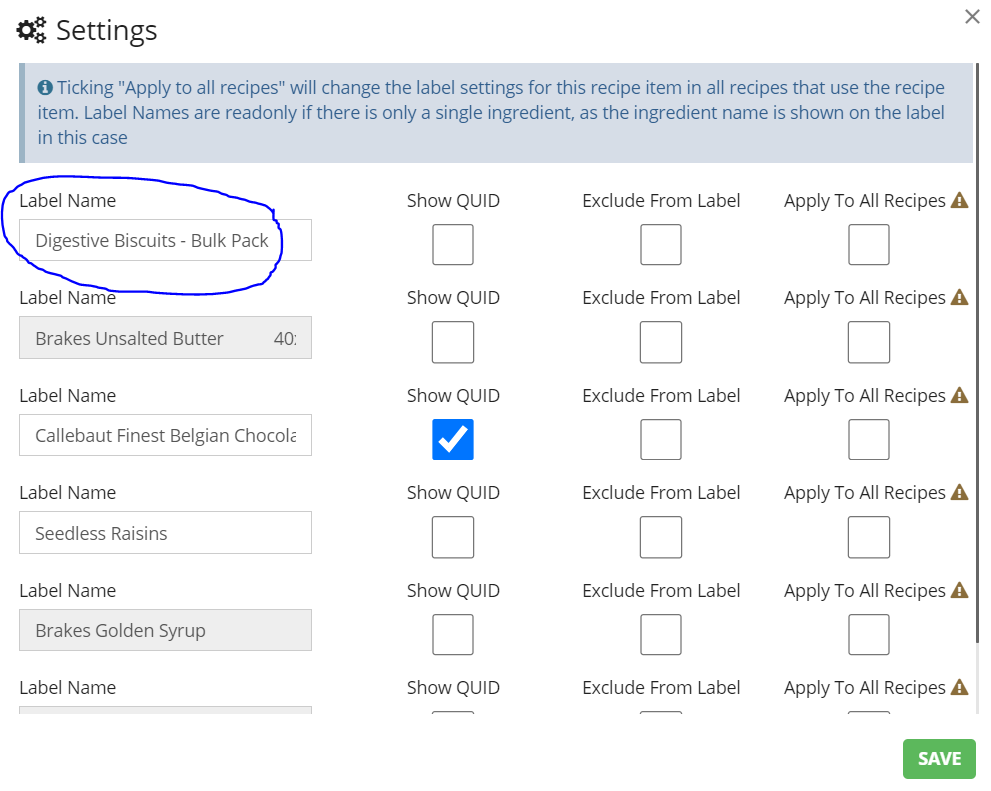 Settings
Ticking "Apply to all recipes" will change the label settings for this recipe item in all recipes that use the recipe
item. Label Names are readonly if there is only a single ingredient, as the ingredient name is shown on the label
in this case
Label Name Show QUID Exclude From Label Apply To All Recipes
Digestive Biscuits - Bulk Pack
Label Name Show QUID Exclude From Label Apply To All Recipes
Brakes Unsalted Butter 40
Label Name Show QUID Exclude From Label Apply To All Recipes
Callebaut Finest Belgian Chocola
Label Name Show QUID Exclude From Label Apply To All Recipes
Seedless Raisins
Label Name Show QUID Exclude From Label Apply To All Recipes
Brakes Golden Syrup
Label Name Show QUID Exclude From Label Apply To All Recipes
SAVE